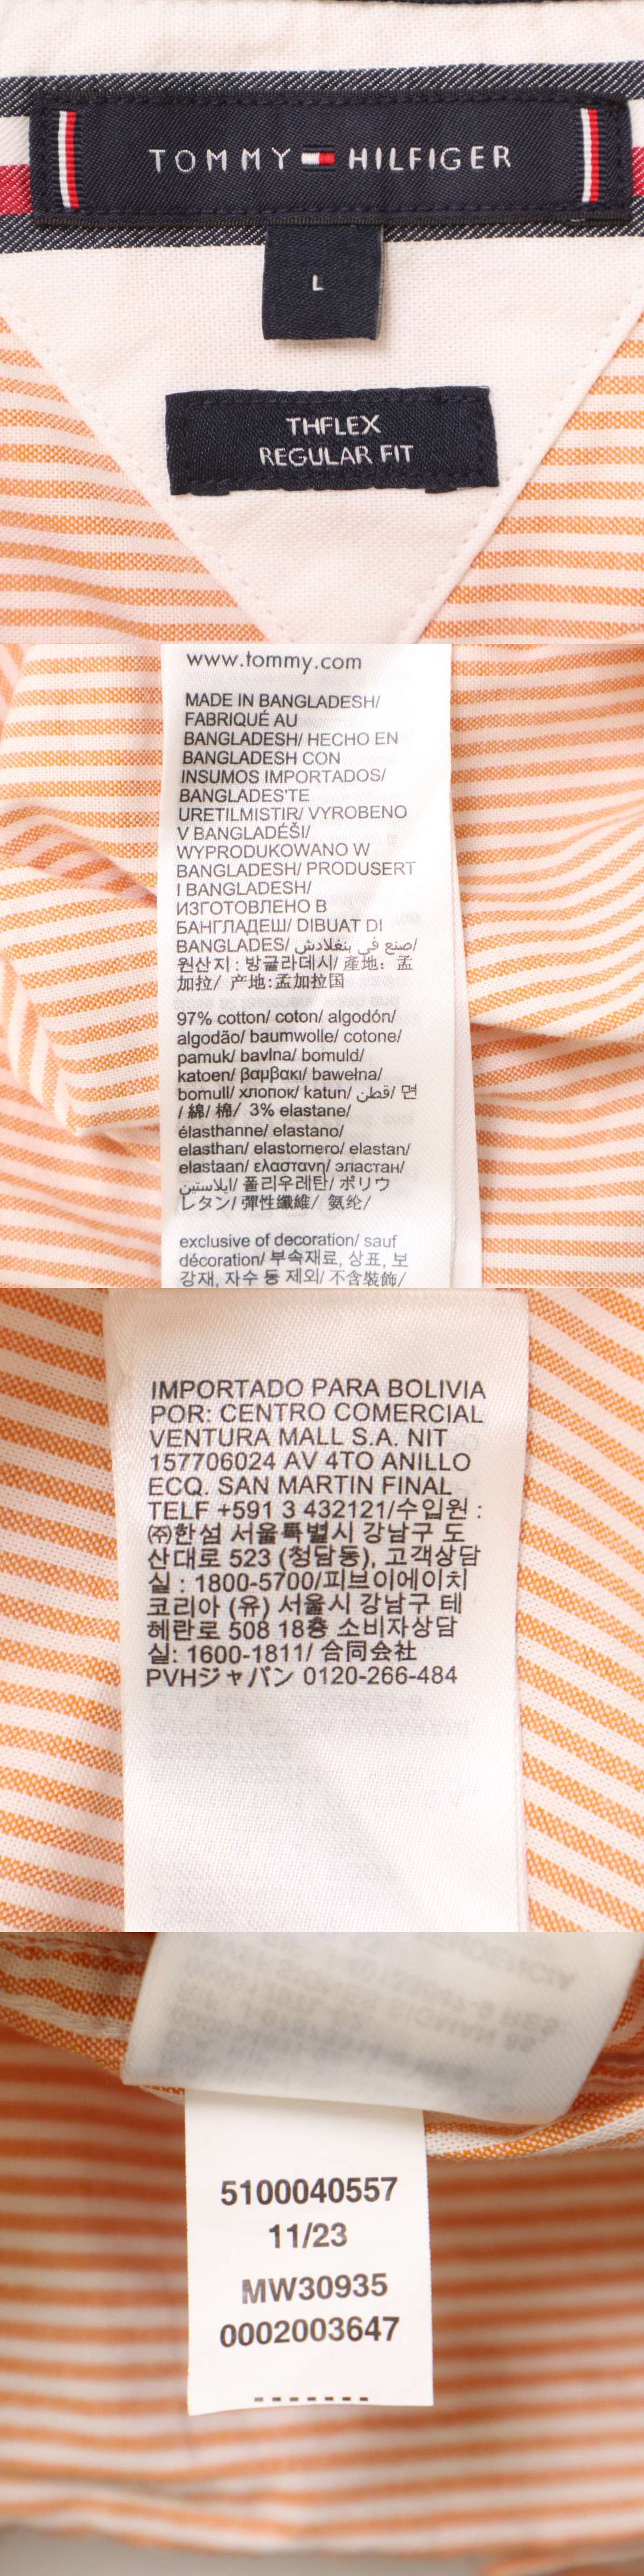 TOMMY HILFIGER
L
THFLEX
REGULAR FIT
www.tommy.com
MADE IN BANGLADESH/
FABRIQUÉ AU
BANGLADESH/ HECHO EN
BANGLADESH CON
INSUMOS IMPORTADOS/
BANGLADES'TE
URETILMISTIR/ VYROBENO
V BANGLADÉŠI/
WYPRODUKOWANO W
BANGLADESH/ PRODUSERT
I BANGLADESH/
ИЗГОТОВЛЕНО В
БАНГЛАДЕШ/ DIBUAT DI
BANGLADES/ صنع في بنغلادش/
원산지 : 방글라데시/ 產地: 孟
加拉/ 产地:孟加拉国
97% cotton/ coton/ algodón/
algodão/ baumwolle/ cotone/
pamuk/ bavlna/ bomuld/
katoen/ βαμβακι/ bawełna/
bomull/ хлопок/ katun/ قطن/ 면
/ 綿/ 棉/ 3% elastane/
élasthanne/ elastano/
elasthan/ elastomero/ elastan/
elastaan/ ελαστανη/ эластан/
ايلاستين/ 폴리우레탄/ ポリウ
レタン/ 彈性纖維/ 氨纶/
exclusive of decoration/ sauf
décoration/ 부속재료, 상표, 보
강재, 자수 등 제외/ 不含裝飾/
IMPORTADO PARA BOLIVIA
POR: CENTRO COMERCIAL
VENTURA MALL S.A. NIT
157706024 AV 4TO ANILLO
ECQ. SAN MARTIN FINAL
TELF +591 3 432121/수입원 :
㈜한섬 서울특별시 강남구 도
산대로 523 (청담동), 고객상담
실 : 1800-5700/피브이에이치
코리아 (유) 서울시 강남구 테
헤란로 508 18층 소비자상담
실: 1600-1811/ 合同会社
PVHジャパン 0120-266-484
5100040557
11/23
MW30935
0002003647